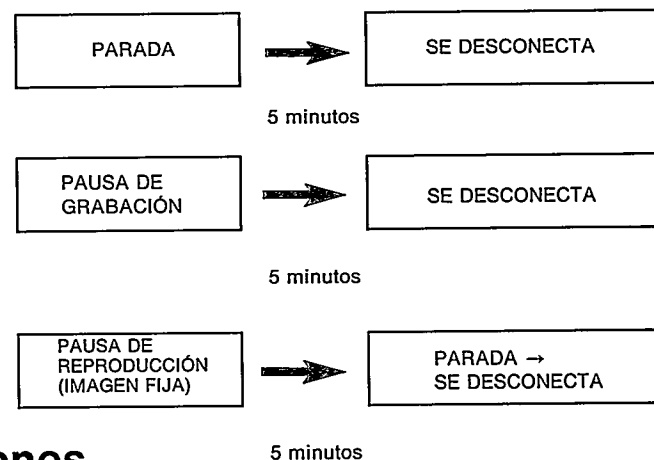 PARADA
SE DESCONECTA
5 minutos
PAUSA DE
GRABACIÓN
SE DESCONECTA
5 minutos
PAUSA DE
REPRODUCCIÓN
(IMAGEN FIJA)
PARADA →
SE DESCONECTA
5 minutos